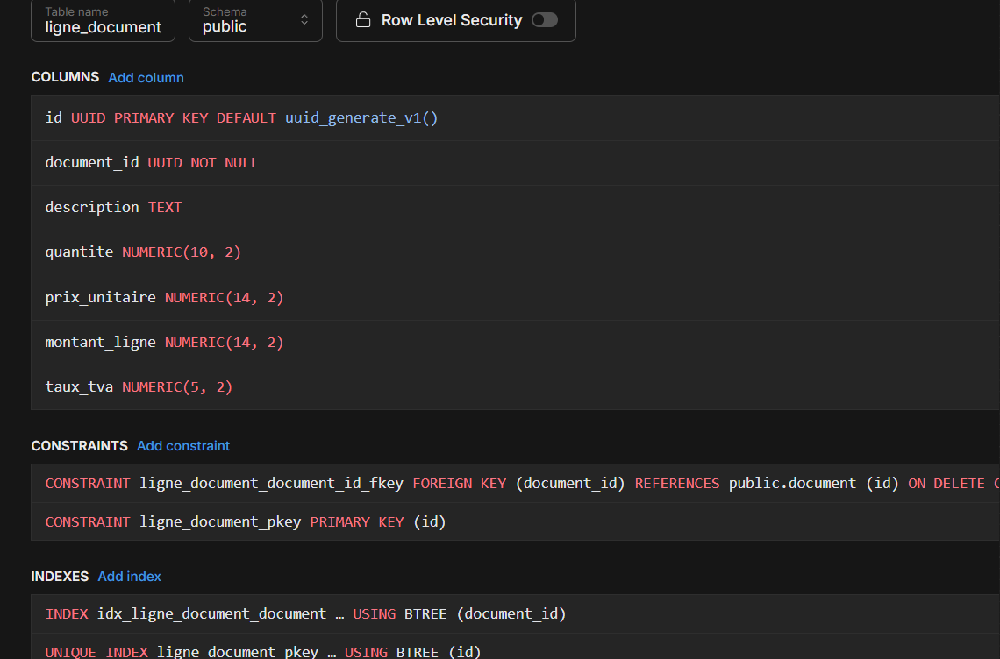 Table name
ligne_document
Schema
public
Row Level Security
COLUMNS Add column
id UUID PRIMARY KEY DEFAULT uuid_generate_v1()
document_id UUID NOT NULL
description TEXT
quantite NUMERIC(10, 2)
prix_unitaire NUMERIC(14, 2)
montant_ligne NUMERIC(14, 2)
taux_tva NUMERIC(5, 2)
CONSTRAINTS Add constraint
CONSTRAINT ligne_document_document_id_fkey FOREIGN KEY (document_id) REFERENCES public.document (id) ON DELETE
CONSTRAINT ligne_document_pkey PRIMARY KEY (id)
INDEXES Add index
INDEX idx_ligne_document_document … USING BTREE (document_id)
UNIQUE INDEX ligne_document_pkey … USING BTREE (id)